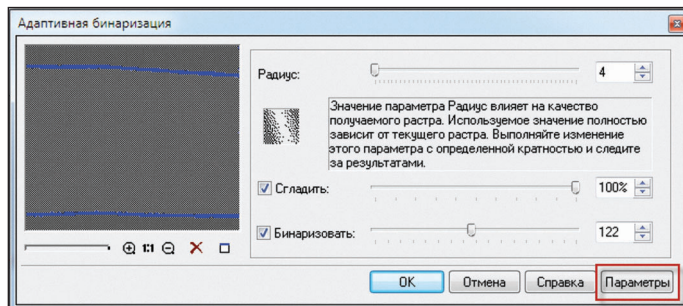 Адаптивная бинаризация
Радиус:
4
Значение параметра Радиус влияет на качество
получаемого растра. Используемое значение полностью
зависит от текущего растра. Выполняйте изменение
этого параметра с определенной кратностью и следите
за результатами.
Сгладить:
100%
Бинаризовать:
122
1:1
OK
Отмена
Справка
Параметры